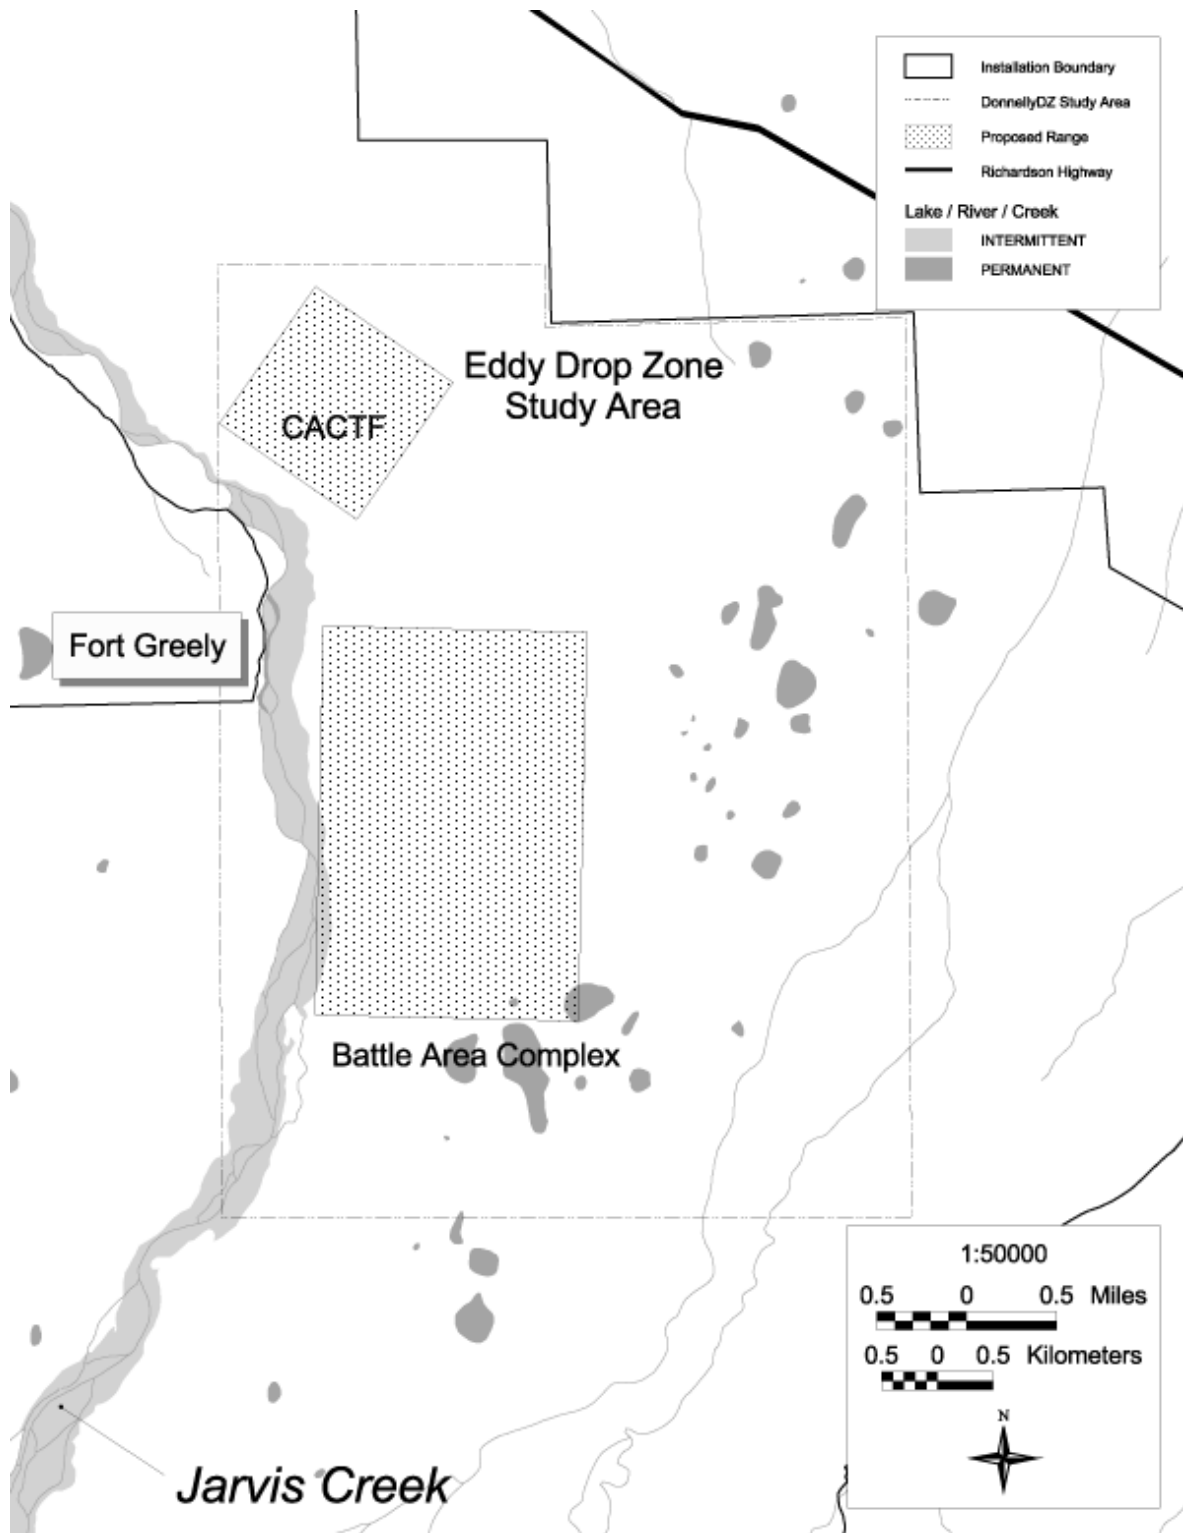 Installation Boundary
DonnellyDZ Study Area
Proposed Range
Richardson Highway
Lake / River / Creek
INTERMITTENT
PERMANENT
Eddy Drop Zone
Study Area
CACTF
Fort Greely
Battle Area Complex
1:50000
0.5 0 0.5 Miles
0.5 0 0.5 Kilometers
N
Jarvis Creek